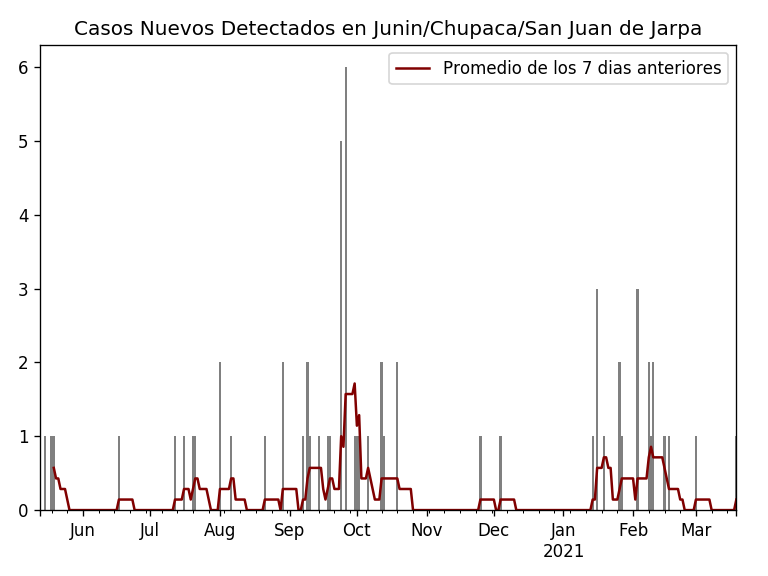 Casos Nuevos Detectados en Junin/Chupaca/San Juan de Jarpa
Promedio de los 7 dias anteriores
6
5
4
3
2
1
0
Jun Jul Aug Sep Oct Nov Dec Jan Feb Mar
2021